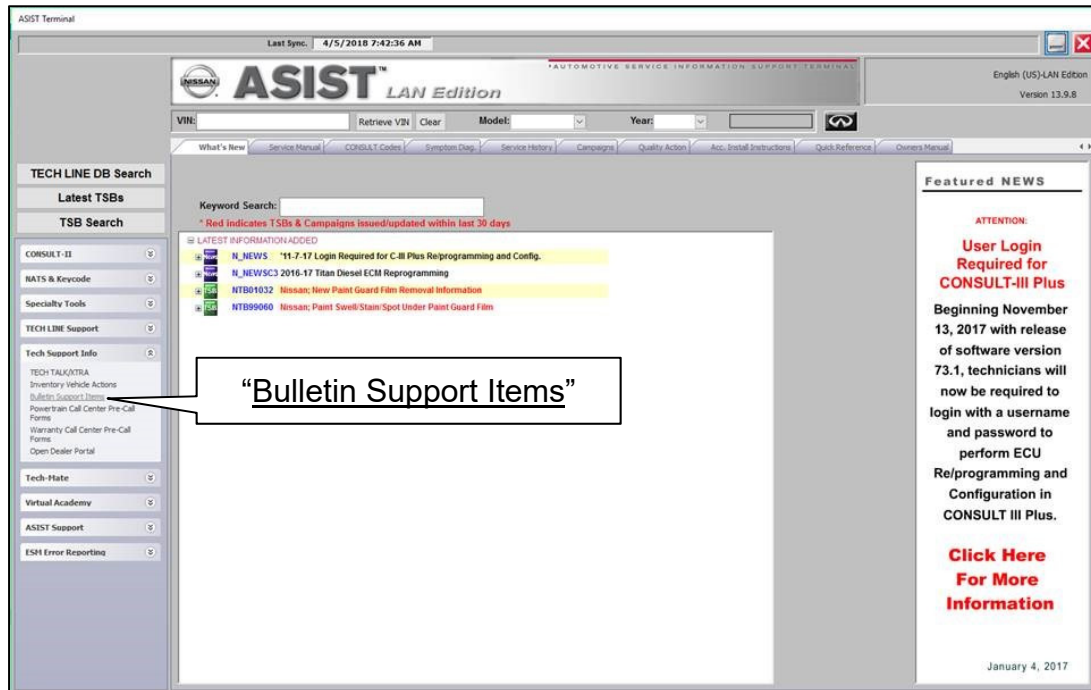 ASIST Terminal
Last Sync. 4/5/2018 7:42:36 AM
"AUTOMOTIVE SERVICE INFORMATION SUPPORT TERMINAL
NISSAN ASIST™ LAN Edition
English (US)-LAN Edition
Version 13.9.8
VIN: Retrieve VIN Clear Model: Year:
What's New Service Manual CONSULT Codes Symptom Diag. Service History Campaigns Quality Action Acc. Install Instructions Quick Reference Owners Manual
TECH LINE DB Search
Latest TSBs
TSB Search
CONSULT-II
NATS & Keycode
Specialty Tools
TECH LINE Support
Tech Support Info
TECH TALK/XTRA
Inventory Vehicle Actions
Bulletin Support Items
Powertrain Call Center Pre-Call
Forms
Warranty Call Center Pre-Call
Forms
Open Dealer Portal
Tech-Mate
Virtual Academy
ASIST Support
ESM Error Reporting
Keyword Search:
* Red indicates TSBs & Campaigns issued/updated within last 30 days
LATEST INFORMATION ADDED
N_NEWS '11-7-17 Login Required for C-III Plus Re/programming and Config.
N_NEWSC3 2016-17 Titan Diesel ECM Reprogramming
TSB NTB01032 Nissan; New Paint Guard Film Removal Information
TSB NTB99060 Nissan; Paint Swell/Stain/Spot Under Paint Guard Film
“Bulletin Support Items”
Featured NEWS
ATTENTION:
User Login
Required for
CONSULT-III Plus
Beginning November
13, 2017 with release
of software version
73.1, technicians will
now be required to
login with a username
and password to
perform ECU
Re/programming and
Configuration in
CONSULT III Plus.
Click Here
For More
Information
January 4, 2017